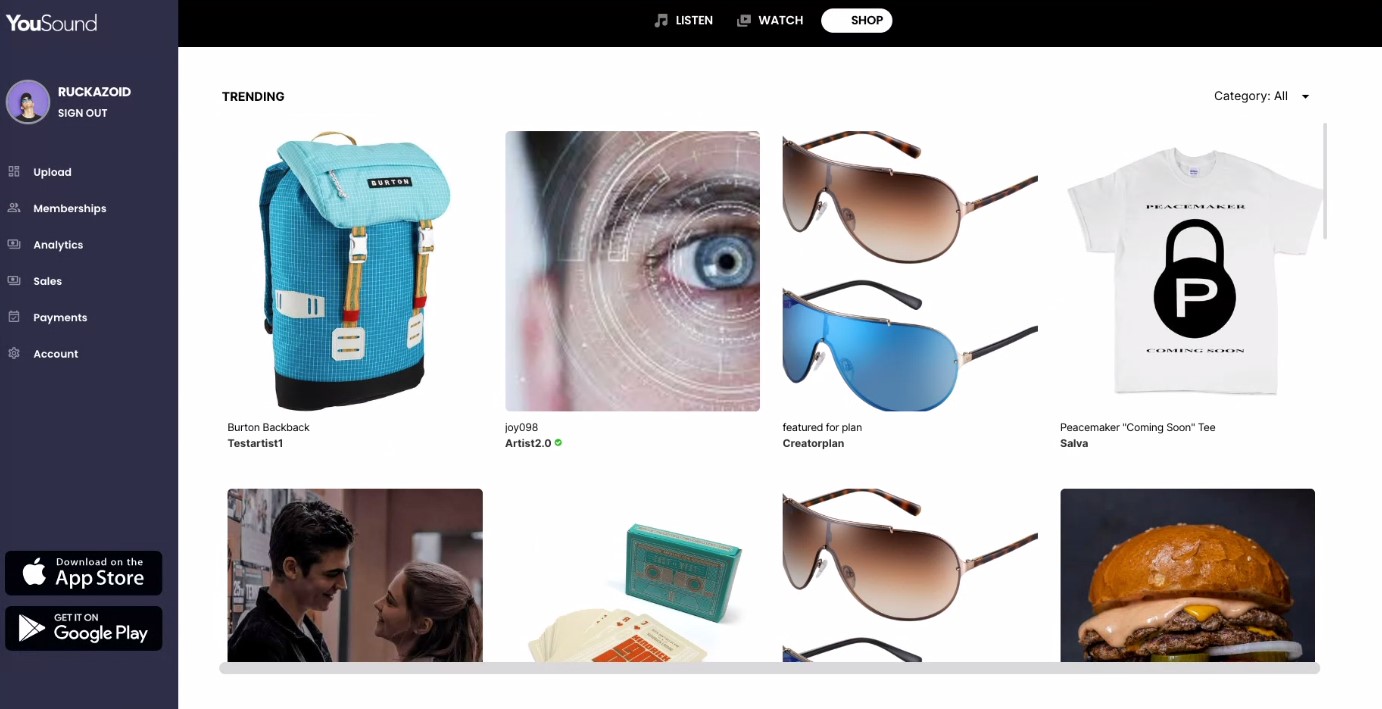 YouSound
LISTEN
WATCH
SHOP
RUCKAZOID
SIGN OUT
Upload
Memberships
Analytics
Sales
Payments
Account
Download on the
App Store
GET IT ON
Google Play
TRENDING
Category: All
BURTON
PEACEMAKER
P
COMING SOON
Burton Backback
Testartist1
joy098
Artist2.0
featured for plan
Creatorplan
Peacemaker "Coming Soon" Tee
Salva